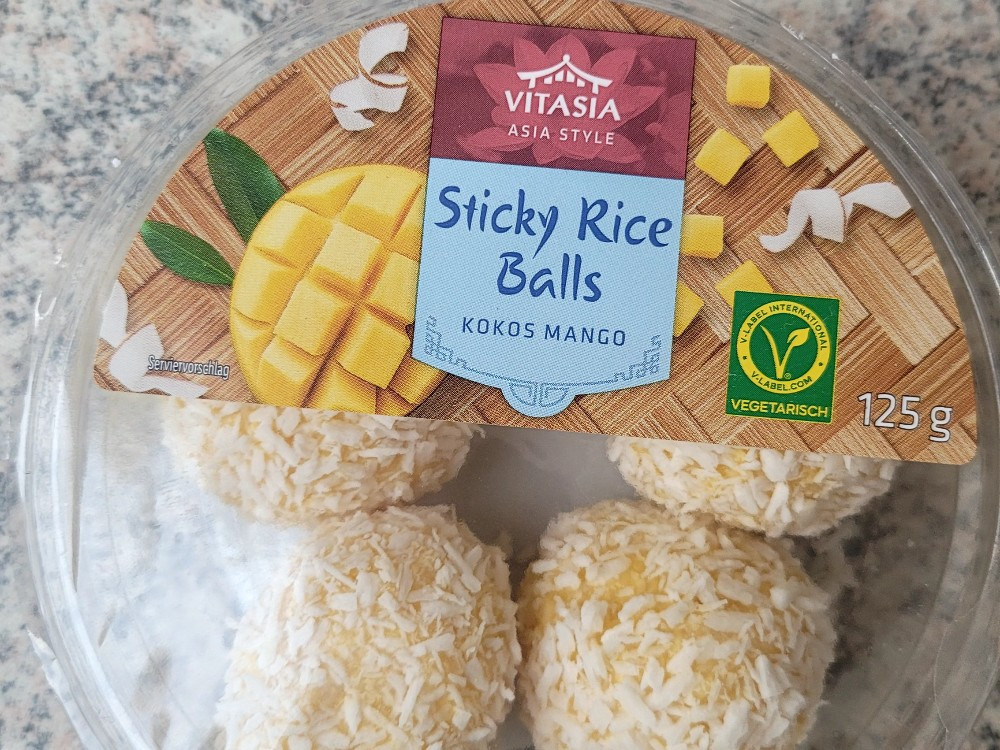 VITASIA
ASIA STYLE
Sticky Rice
Balls
KOKOS MANGO
Serviervorschlag
V-LABEL INTERNATIONAL
V-LABEL.COM
VEGETARISCH
125 g